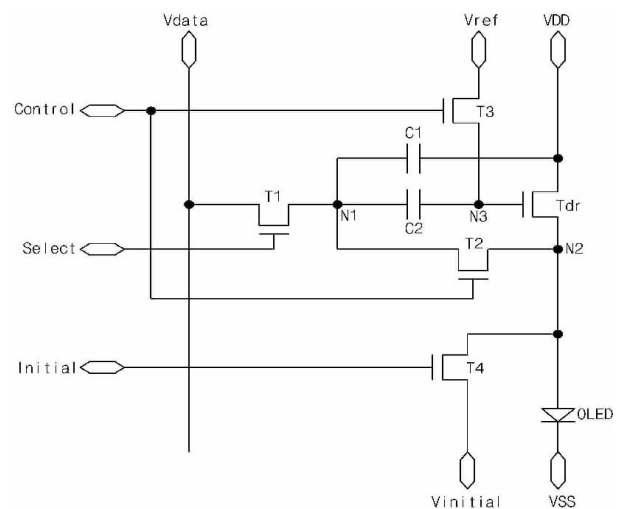 Vdata
Vref
VDD
Control
T3
C1
T1
N1
C2
N3
Tdr
Select
T2
N2
Initial
T4
OLED
Vinitial
VSS